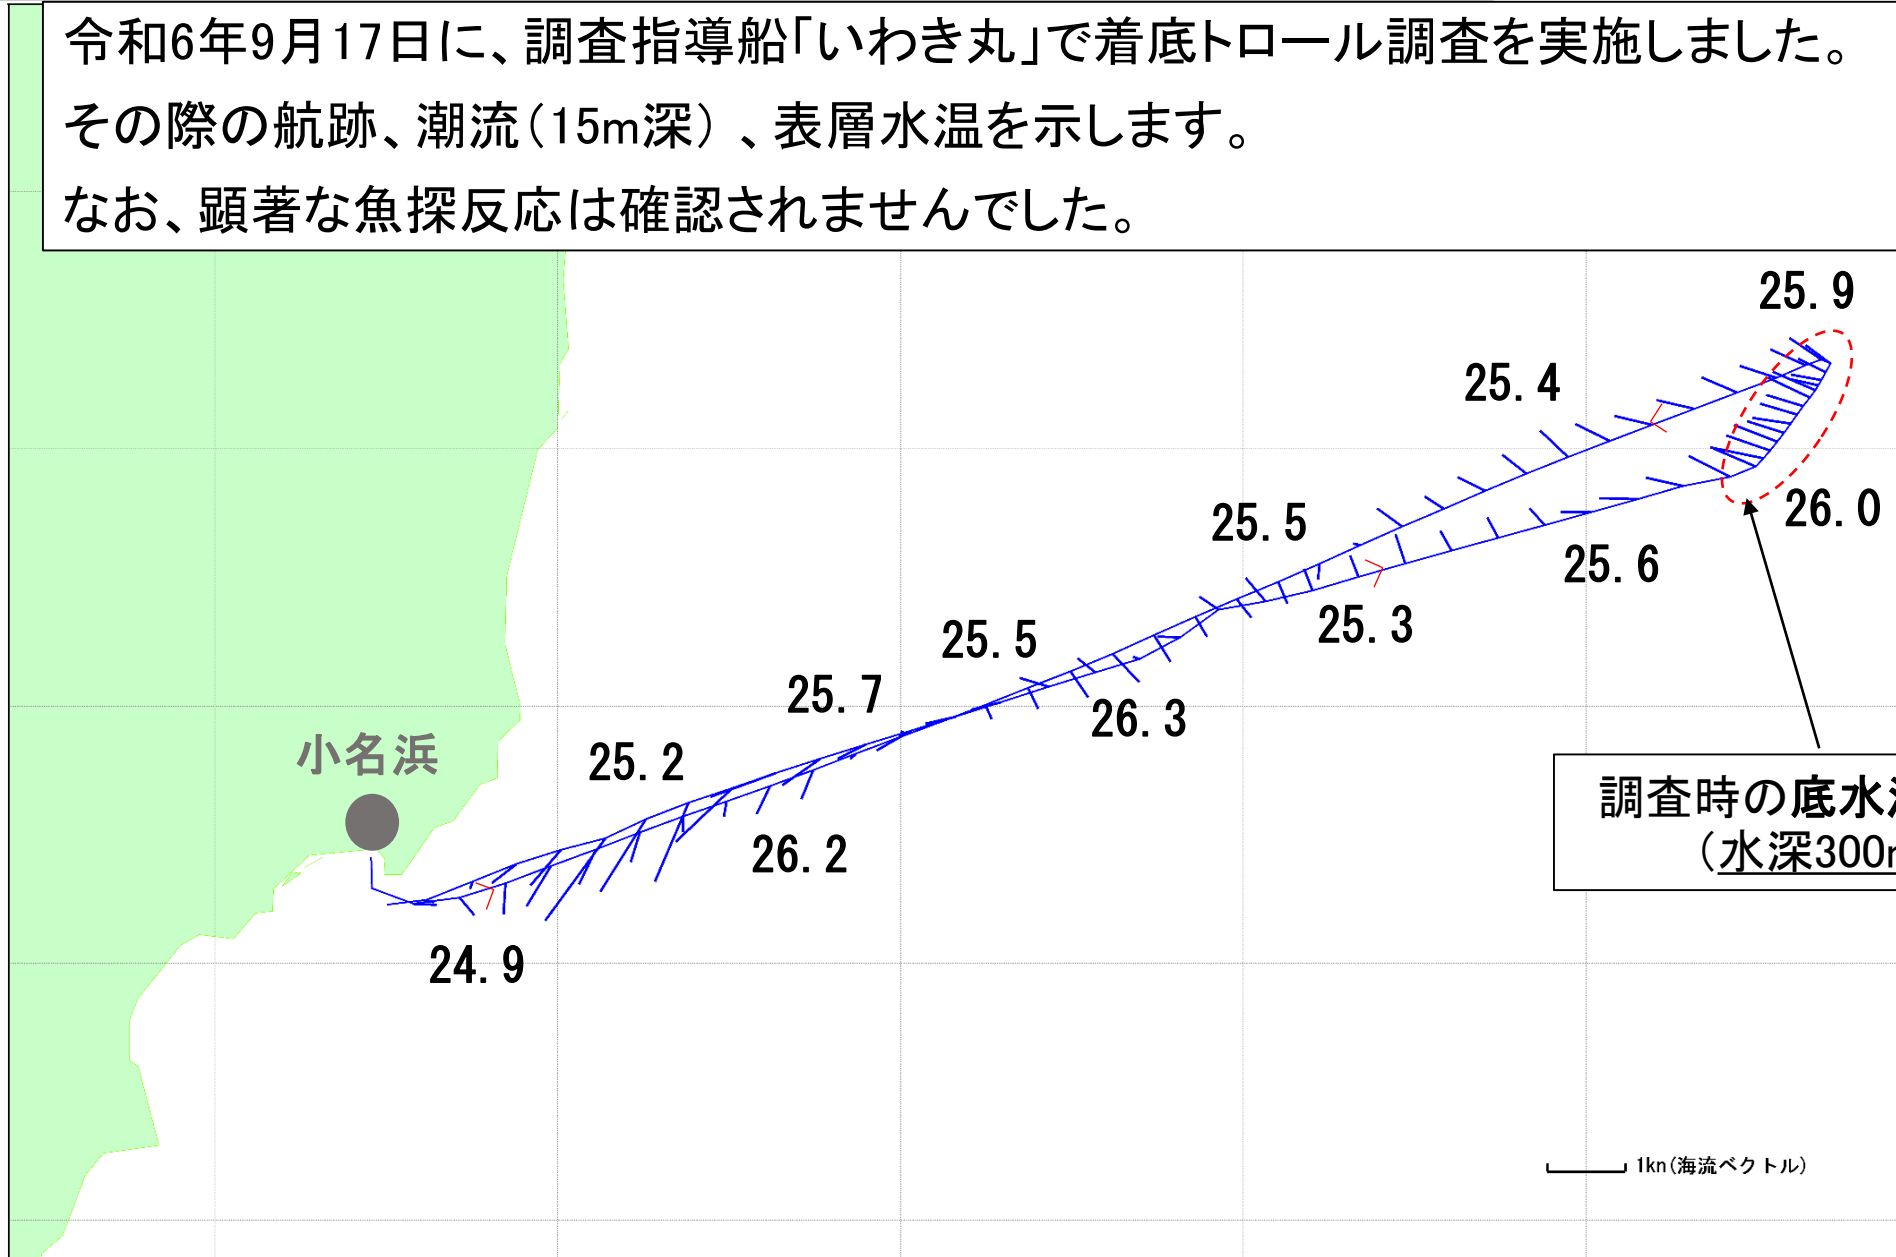 令和6年9月17日に、調査指導船「いわき丸」で着底トロール調査を実施しました。
その際の航跡、潮流（15m深）、表層水温を示します。
なお、顕著な魚探反応は確認されませんでした。
25.9
25.4
26.0
25.5
25.6
25.3
25.5
25.7
26.3
小名浜
25.2
26.2
調査時の底水
（水深300
24.9
1kn(海流ベクトル)